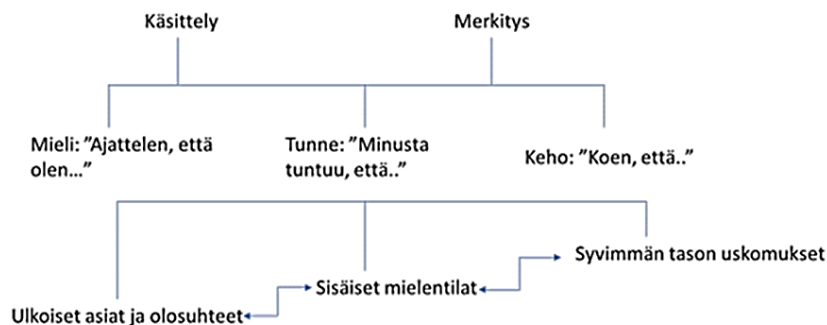 Käsittely
Merkitys
Mieli: ”Ajattelen, että
olen...”
Tunne: ”Minusta
tuntuu, että..”
Keho: ”Koen, että..”
Syvimmän tason uskomukset
Sisäiset mielentilat
Ulkoiset asiat ja olosuhteet